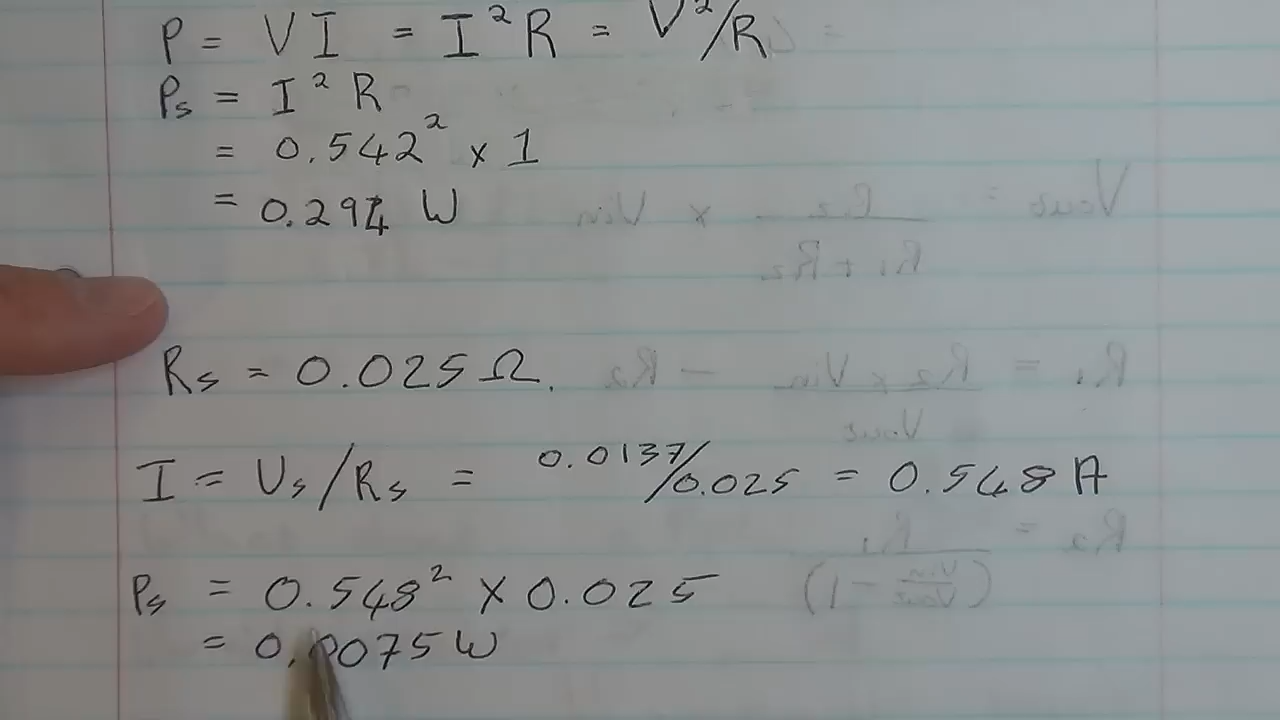 P = VI = I²R = V²/R
Ps = I²R
= 0.542² x 1
= 0.294 W
Rs = 0.025Ω.
I = Vs/Rs = 0.0137/0.025 = 0.548 A
Ps = 0.548² x 0.025
= 0.0075 W